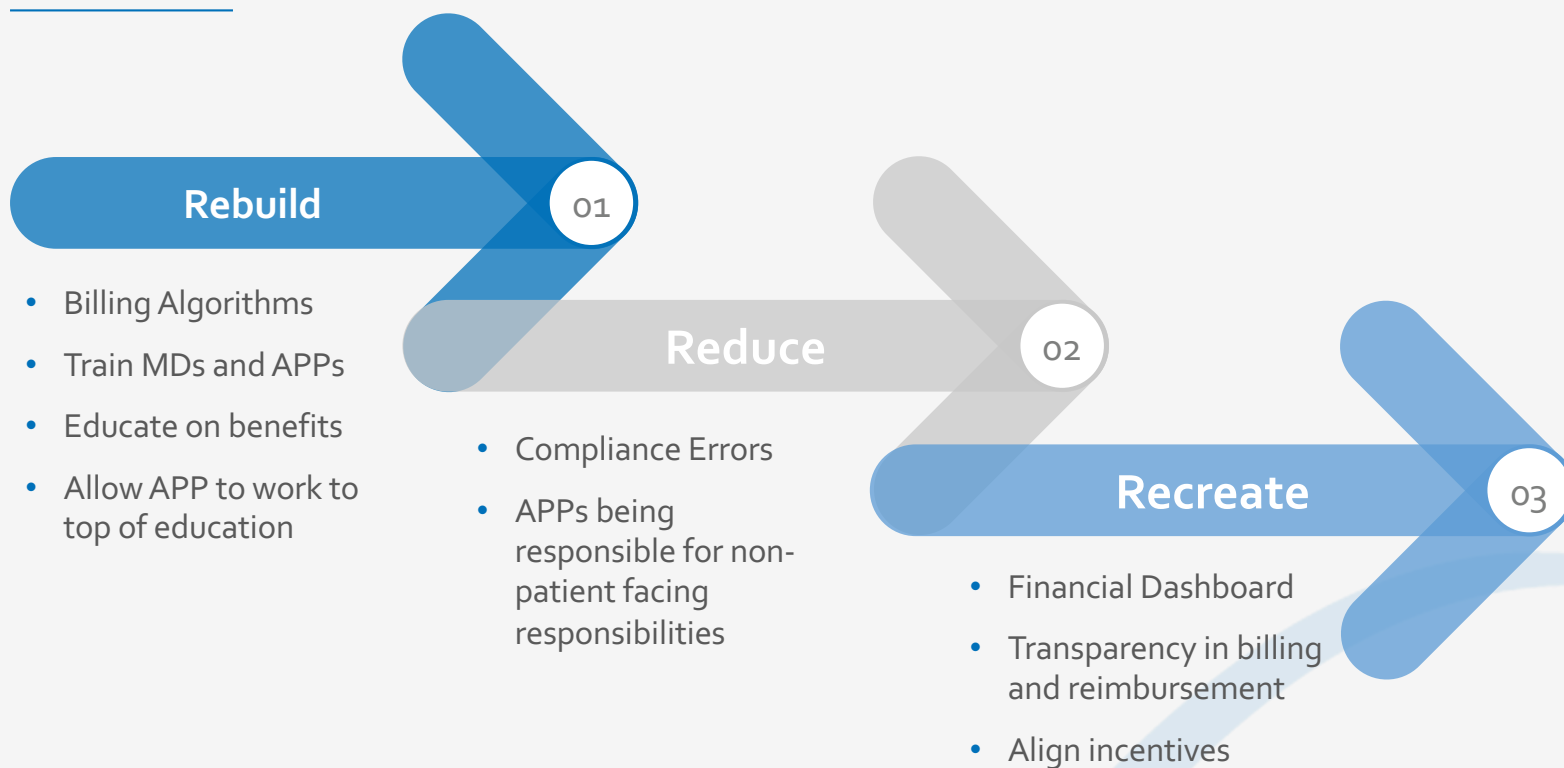 Rebuild
01
• Billing Algorithms
• Train MDs and APPs
• Educate on benefits
• Allow APP to work to
top of education
Reduce
02
• Compliance Errors
• APPs being
responsible for non-
patient facing
responsibilities
Recreate
03
• Financial Dashboard
• Transparency in billing
and reimbursement
• Align incentives